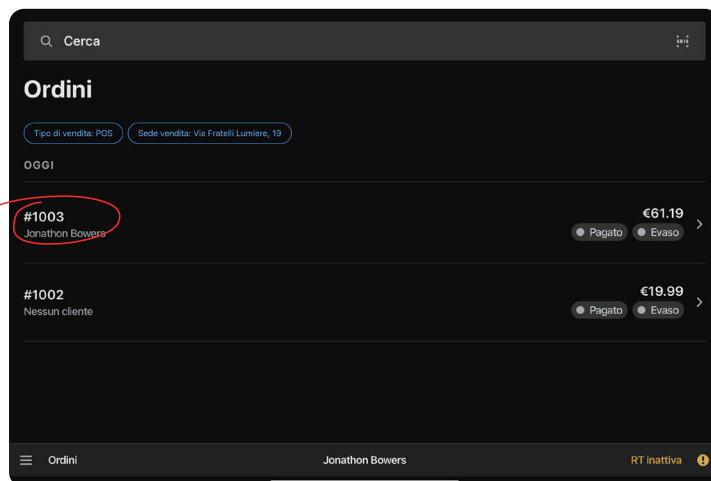 Cerca
Ordini
Tipo di vendita: POS
Sede vendita: Via Fratelli Lumiere, 19
OGGI
#1003
€61.19
Jonathon Bowers
Pagato
Evaso
#1002
€19.99
Nessun cliente
Pagato
Evaso
Ordini
Jonathon Bowers
RT inattiva